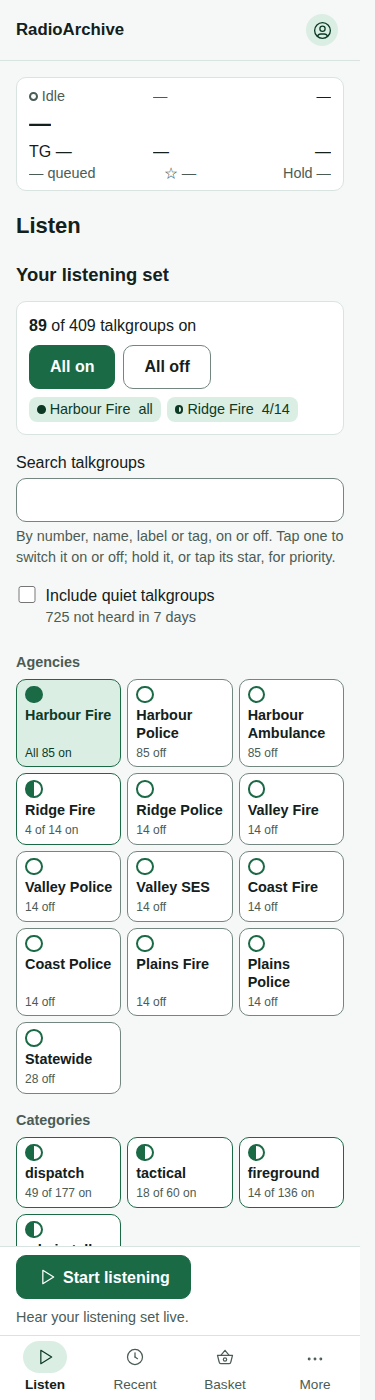 RadioArchive
Idle — —
—
TG — — —
— queued ☆ — Hold —
Listen
Your listening set
89 of 409 talkgroups on
All on All off
Harbour Fire all Ridge Fire 4/14
Search talkgroups
By number, name, label or tag, on or off. Tap one to
switch it on or off; hold it, or tap its star, for priority.
Include quiet talkgroups
725 not heard in 7 days
Agencies
Harbour Fire
All 85 on
Harbour
Police
85 off
Harbour
Ambulance
85 off
Ridge Fire
4 of 14 on
Ridge Police
14 off
Valley Fire
14 off
Valley Police
14 off
Valley SES
14 off
Coast Fire
14 off
Coast Police
14 off
Plains Fire
14 off
Plains
Police
14 off
Statewide
28 off
Categories
dispatch
49 of 177 on
tactical
18 of 60 on
fireground
14 of 136 on
Start listening
Hear your listening set live.
Listen Recent Basket More